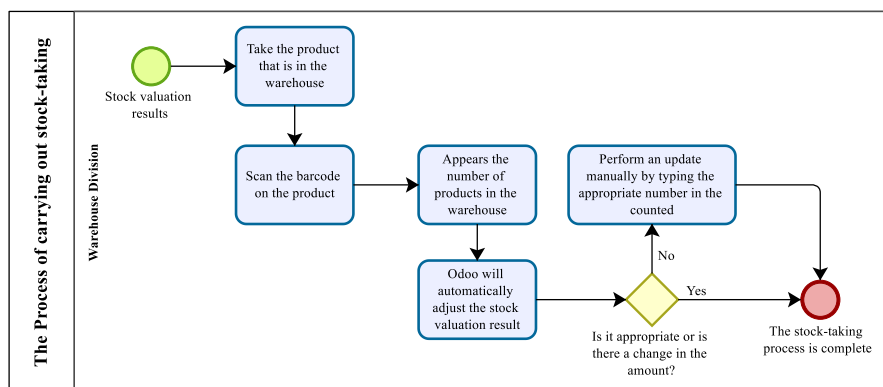 The Process of carrying out stock-taking
Warehouse Division
Stock valuation
results
Take the product
that is in the
warehouse
Scan the barcode
on the product
Appears the
number of
products in the
warehouse
Odoo will
automatically
adjust the stock
valuation result
Is it appropriate or is
there a change in the
amount?
No
Yes
Perform an update
manually by typing the
appropriate number in the
counted
The stock-taking
process is complete